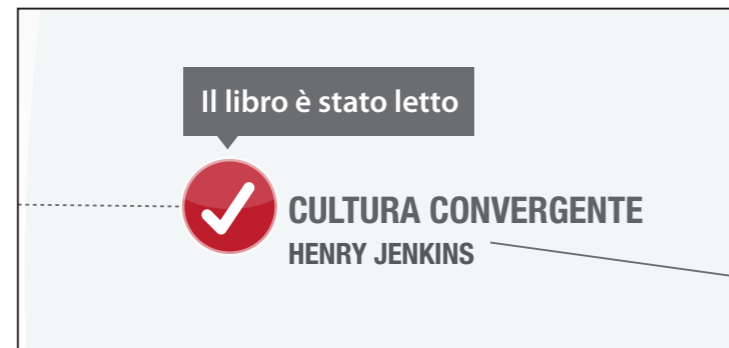 Il libro è stato letto
CULTURA CONVERGENTE
HENRY JENKINS